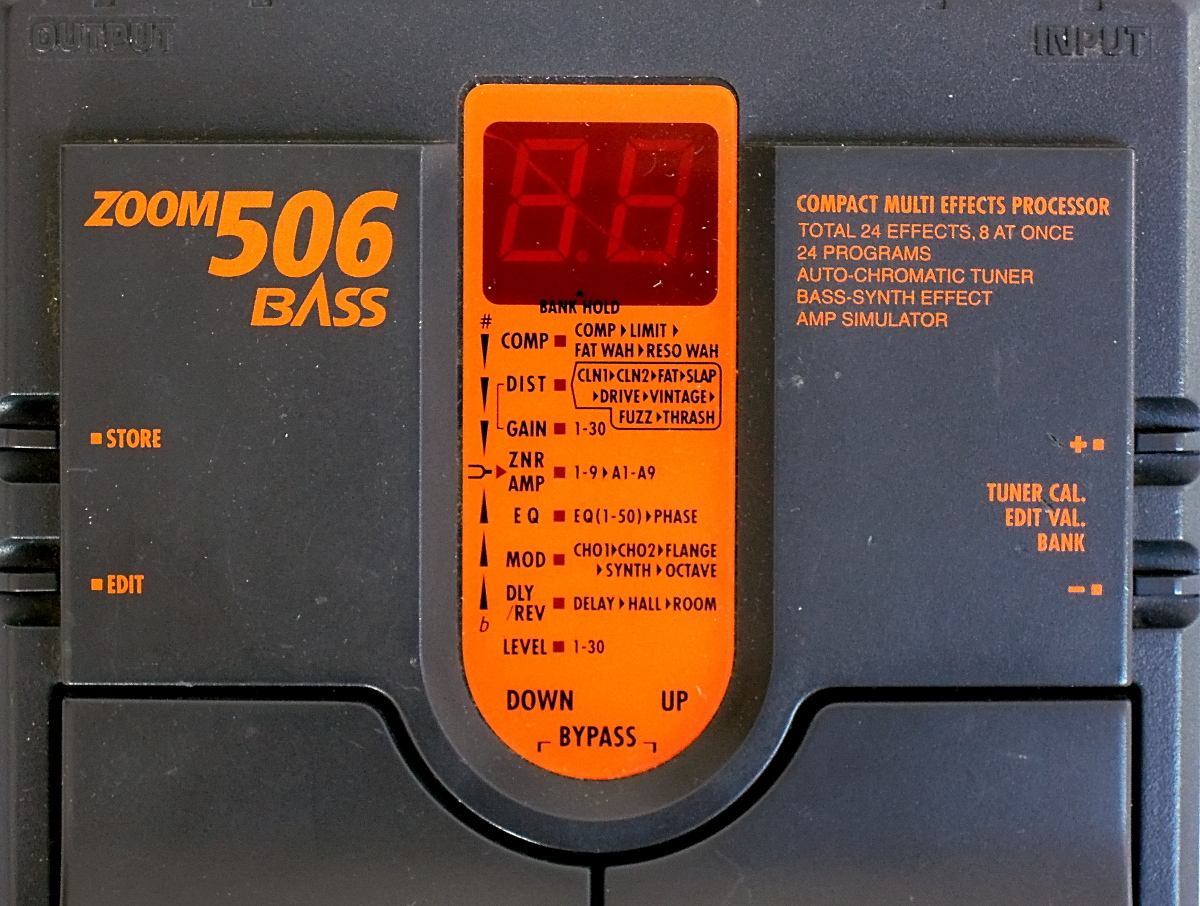 OUTPUT
INPUT
ZOOM 506
BASS
COMPACT MULTI EFFECTS PROCESSOR
TOTAL 24 EFFECTS, 8 AT ONCE
24 PROGRAMS
AUTO-CHROMATIC TUNER
BASS-SYNTH EFFECT
AMP SIMULATOR
BANK HOLD
#
COMP COMP▸LIMIT▸
FAT WAH▸RESO WAH
DIST CLN1▸CLN2▸FAT▸SLAP
▸DRIVE▸VINTAGE▸
FUZZ▸THRASH
GAIN 1-30
ZNR
AMP 1-9▸A1-A9
EQ EQ(1-50)▸PHASE
MOD CHO1▸CHO2▸FLANGE
▸SYNTH▸OCTAVE
DLY
/REV DELAY▸HALL▸ROOM
b
LEVEL 1-30
DOWN UP
BYPASS
STORE
EDIT
+
TUNER CAL.
EDIT VAL.
BANK
−